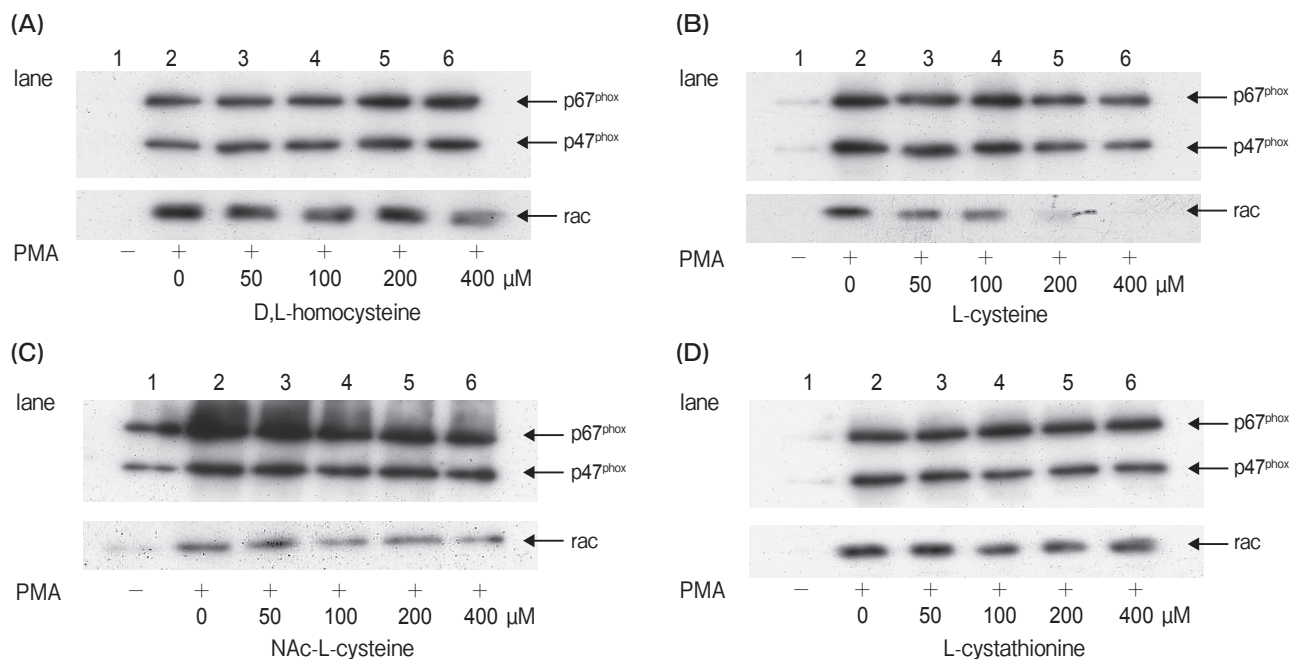 (A)
1 2 3 4 5 6
lane
p67phox
p47phox
rac
PMA − + + + + +
0 50 100 200 400 μM
D,L-homocysteine
(B)
1 2 3 4 5 6
lane
p67phox
p47phox
rac
PMA − + + + + +
0 50 100 200 400 μM
L-cysteine
(C)
1 2 3 4 5 6
lane
p67phox
p47phox
rac
PMA − + + + + +
0 50 100 200 400 μM
NAc-L-cysteine
(D)
1 2 3 4 5 6
lane
p67phox
p47phox
rac
PMA − + + + + +
0 50 100 200 400 μM
L-cystathionine